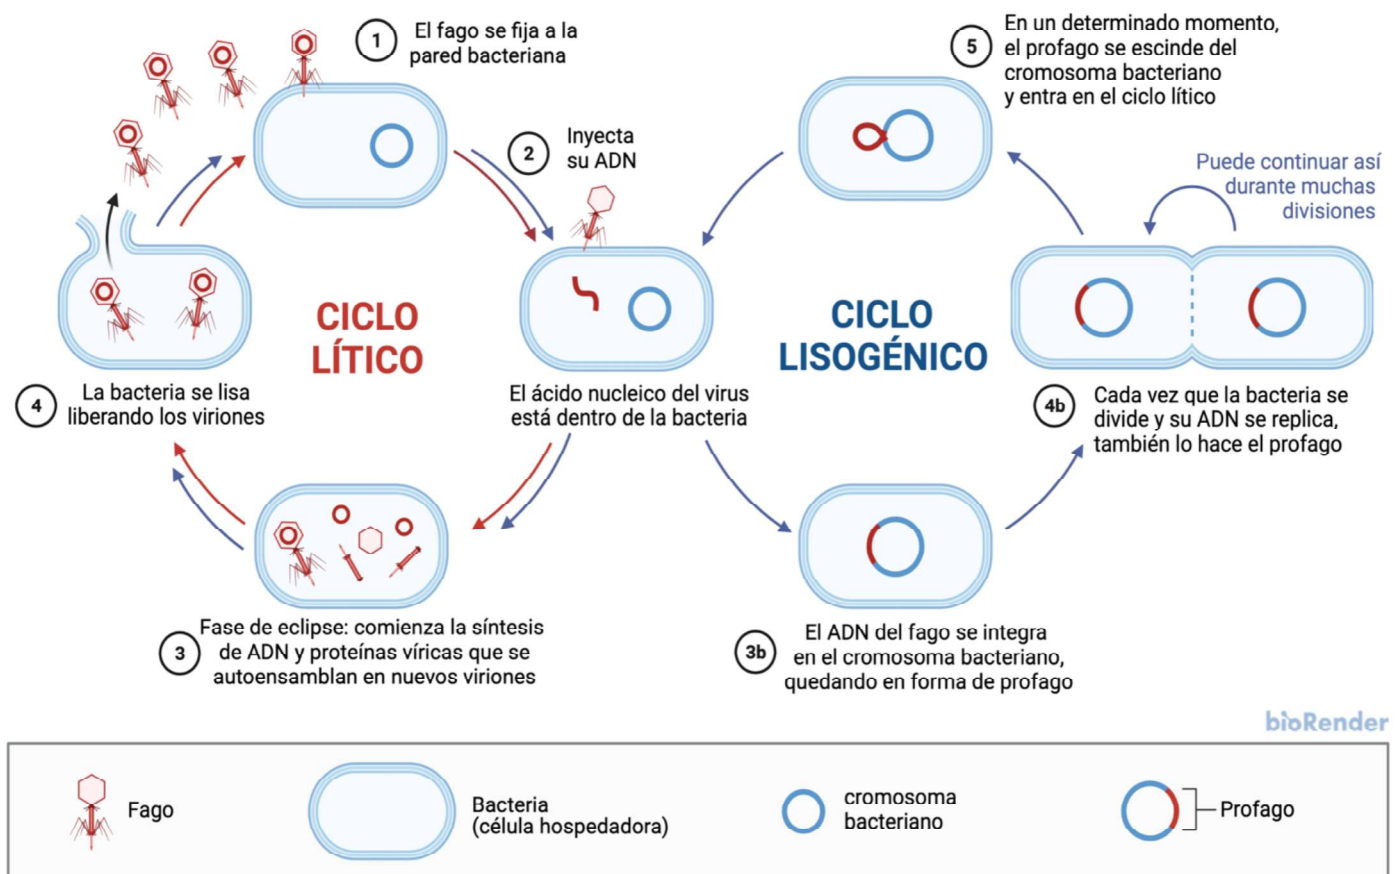 1
El fago se fija a la
pared bacteriana
2
Inyecta
su ADN
5
En un determinado momento,
el profago se escinde del
cromosoma bacteriano
y entra en el ciclo lítico
Puede continuar así
durante muchas
divisiones
CICLO
LÍTICO
CICLO
LISOGÉNICO
El ácido nucleico del virus
está dentro de la bacteria
4
La bacteria se lisa
liberando los viriones
4b
Cada vez que la bacteria se
divide y su ADN se replica,
también lo hace el profago
3
Fase de eclipse: comienza la síntesis
de ADN y proteínas víricas que se
autoensamblan en nuevos viriones
3b
El ADN del fago se integra
en el cromosoma bacteriano,
quedando en forma de profago
bioRender
Fago
Bacteria
(célula hospedadora)
cromosoma
bacteriano
Profago